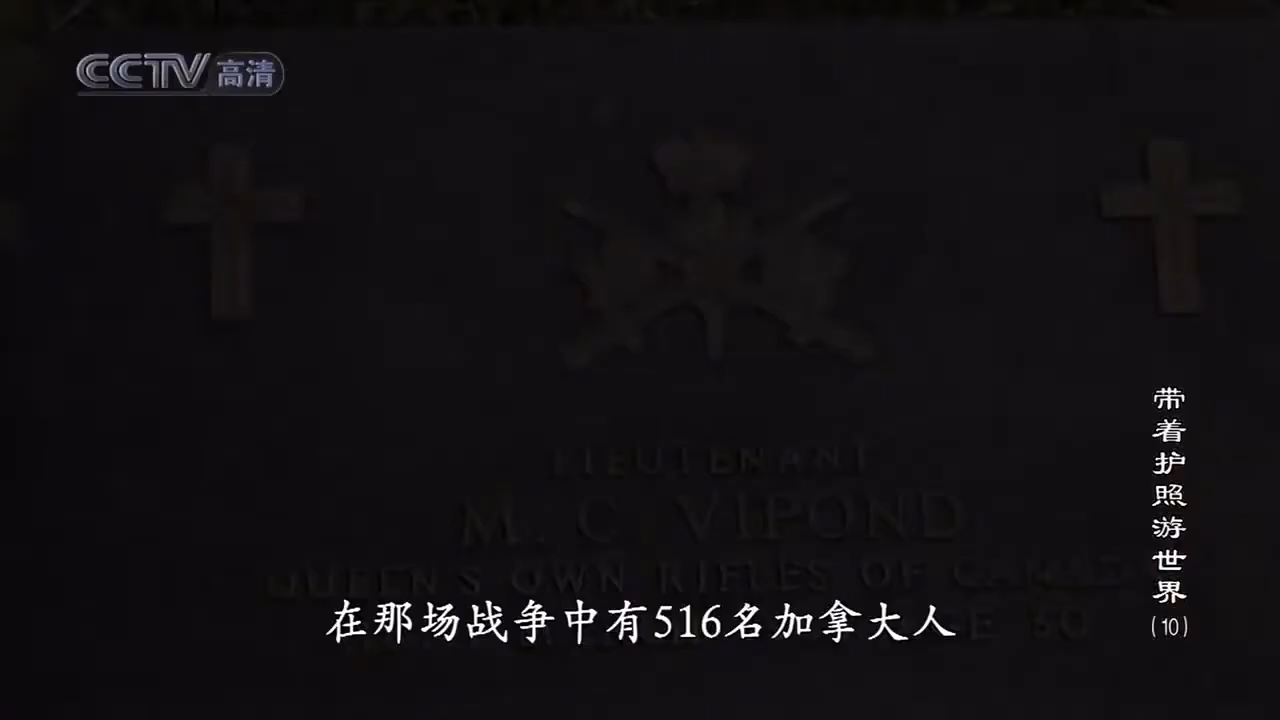 CCTV高清
LIEUTENANT
M. C. VIPOND
QUEEN'S OWN RIFLES OF CANADA
在那场战争中有516名加拿大人
带着护照游世界
(10)